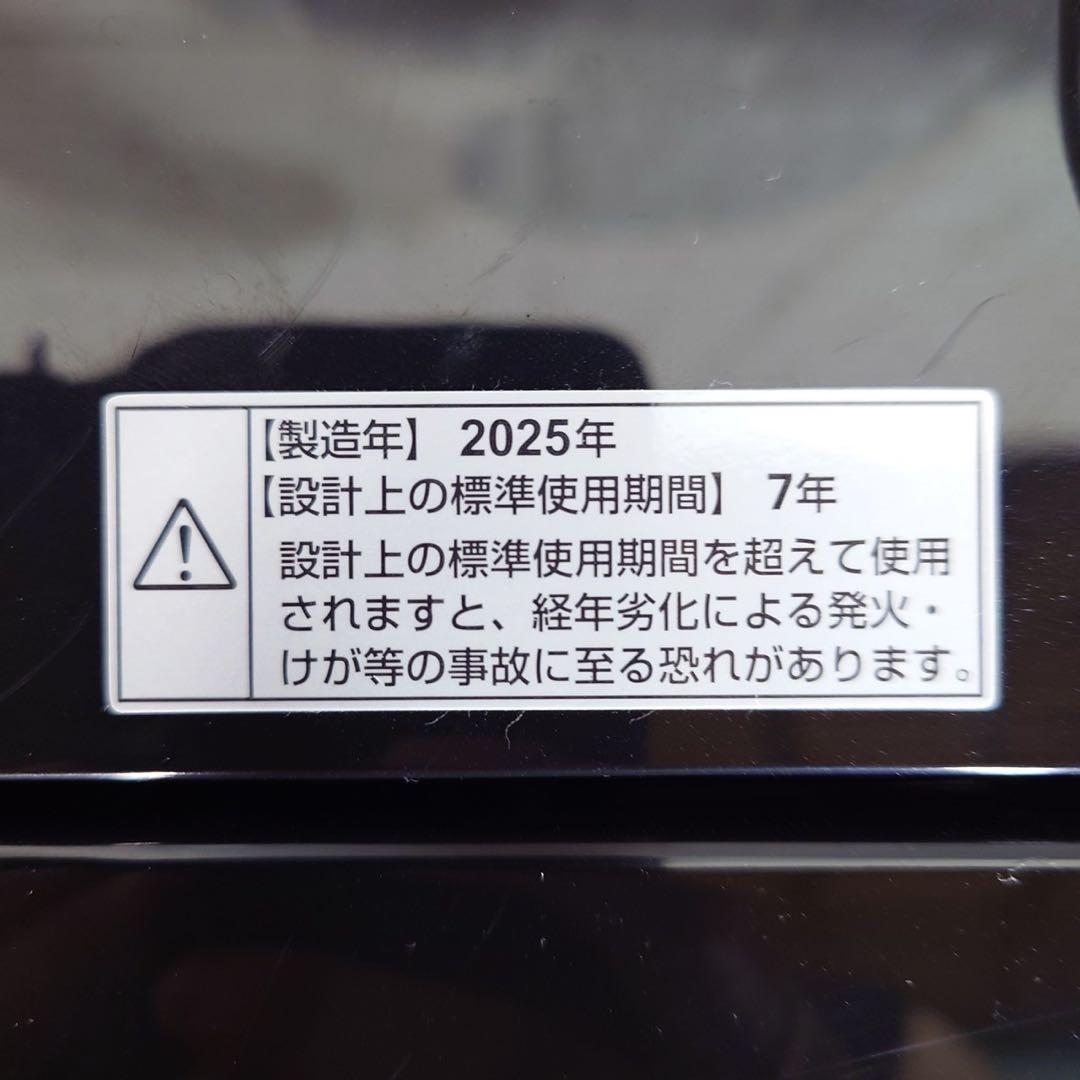 【製造年】 2025年
【設計上の標準使用期間】 7年
設計上の標準使用期間を超えて使用
されますと、経年劣化による発火・
けが等の事故に至る恐れがあります。